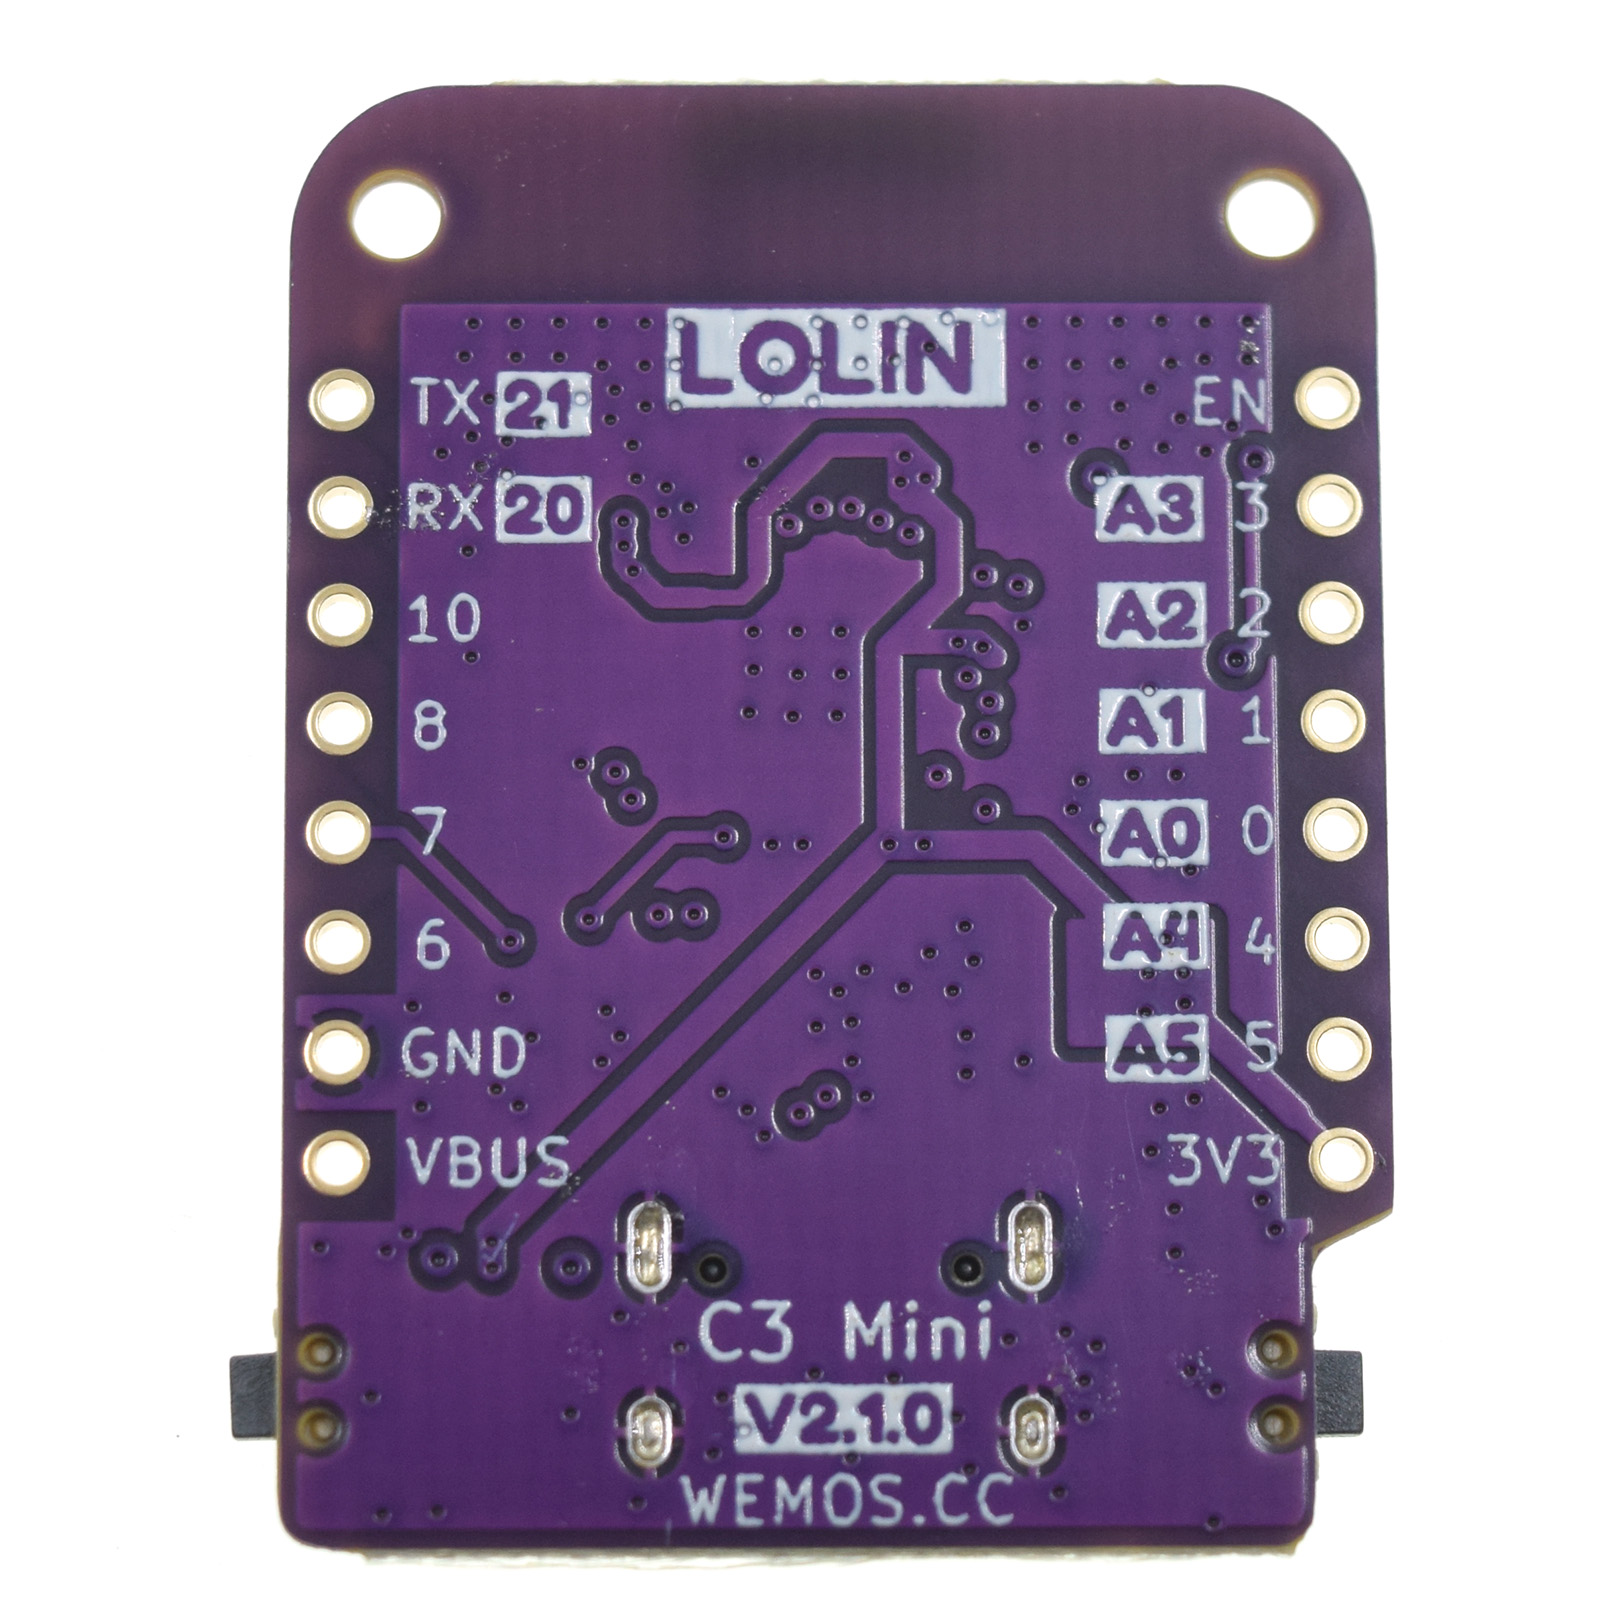 LOLIN
TX 21 EN
RX 20 A3 3
10 A2 2
8 A1 1
7 A0 0
6 A4 4
GND A5 5
VBUS 3V3
C3 Mini
V2.1.0
WEMOS.CC